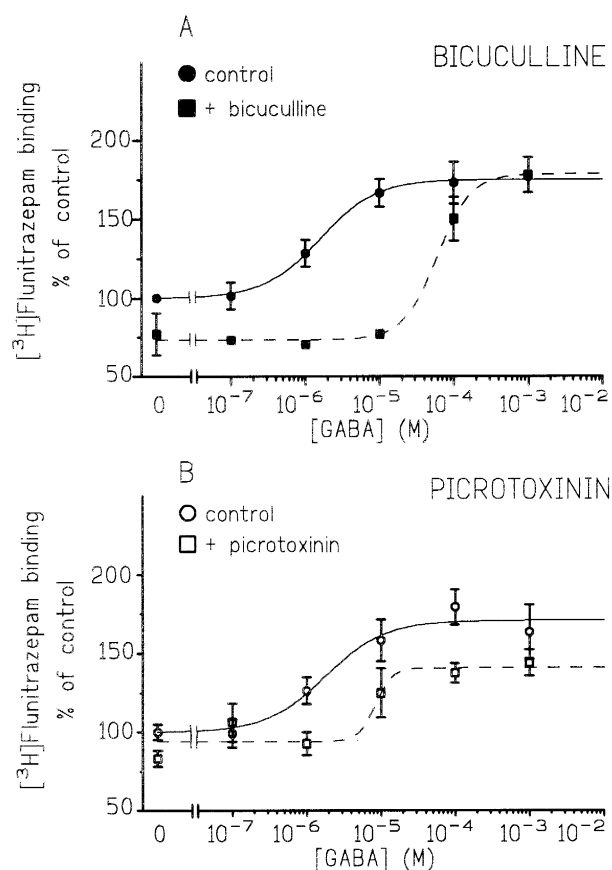 A
BICUCULLINE
● control
■ + bicuculline
[³H]Flunitrazepam binding
% of control
200
150
100
50
0 10⁻⁷ 10⁻⁶ 10⁻⁵ 10⁻⁴ 10⁻³ 10⁻²
[GABA] (M)
B
PICROTOXININ
○ control
□ + picrotoxinin
[³H]Flunitrazepam binding
% of control
200
150
100
50
0 10⁻⁷ 10⁻⁶ 10⁻⁵ 10⁻⁴ 10⁻³ 10⁻²
[GABA] (M)